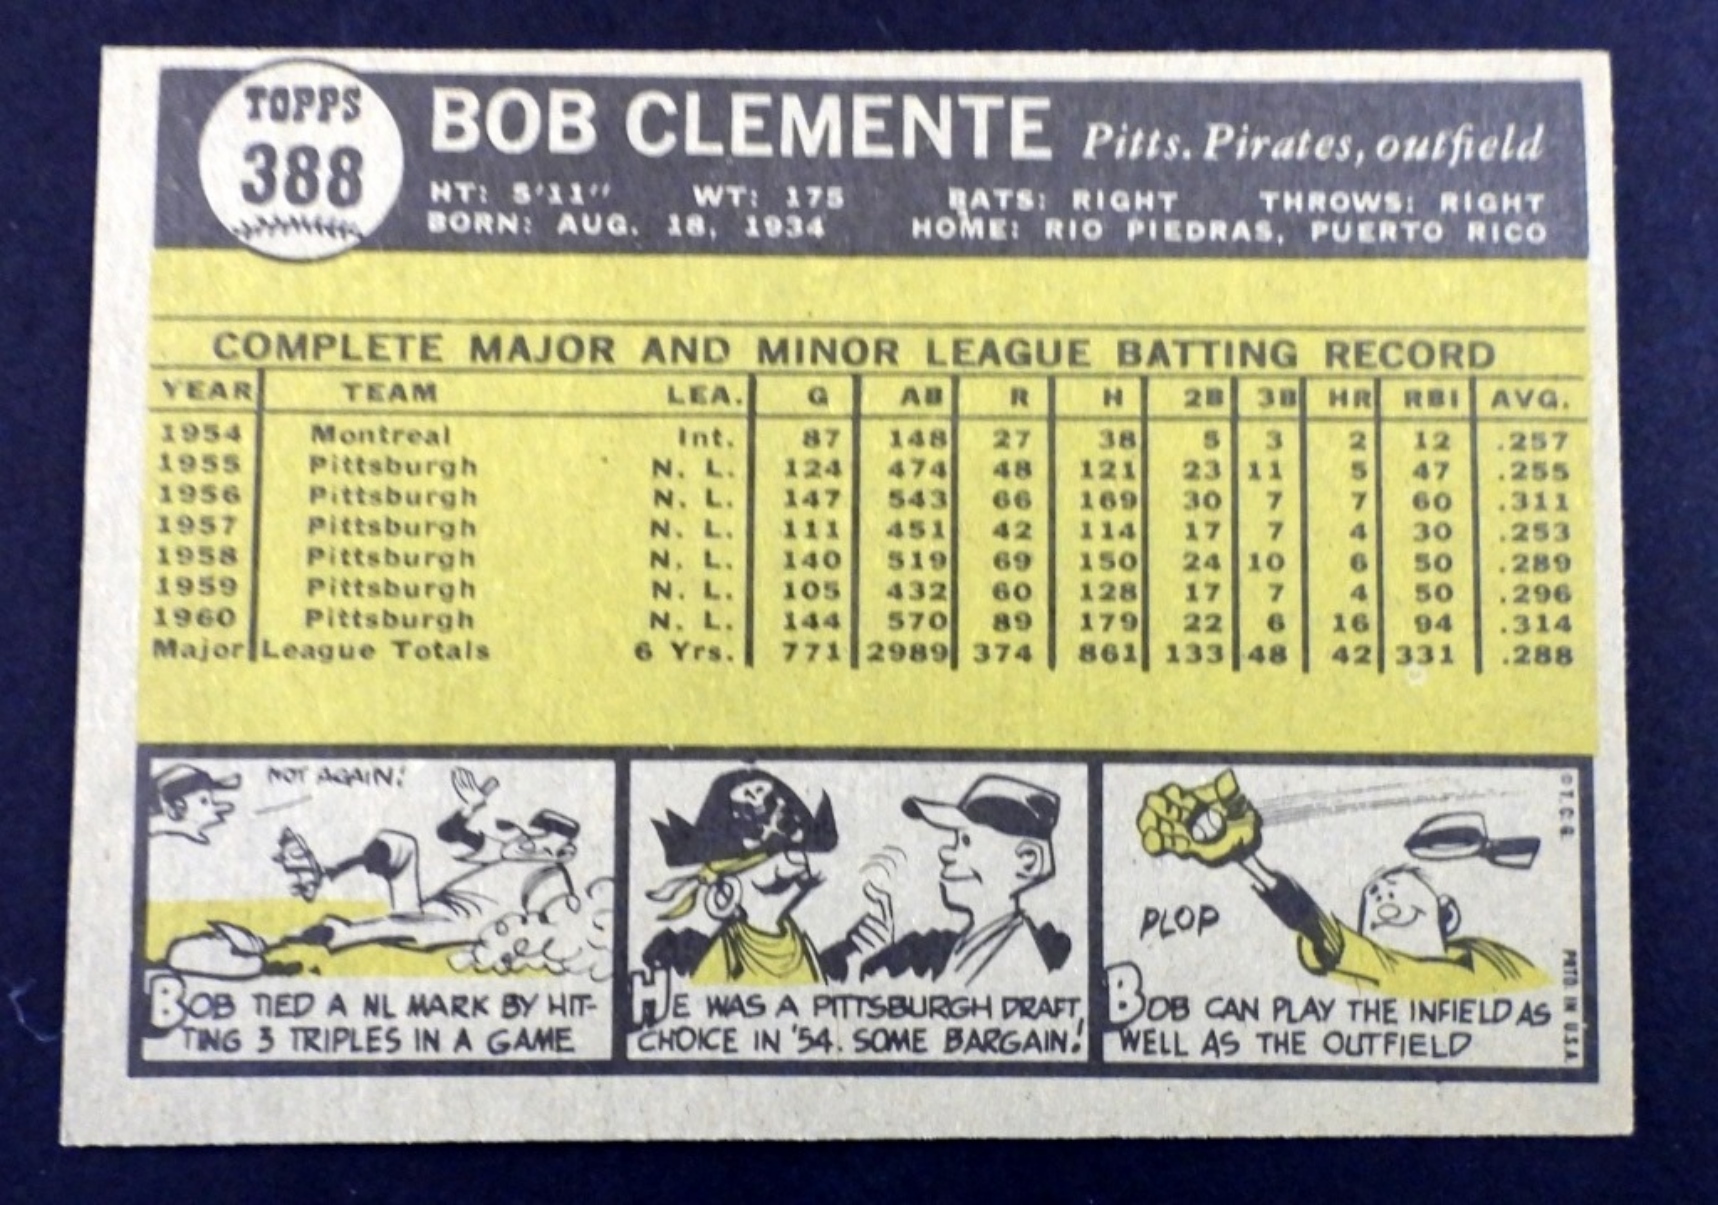 TOPPS
388
BOB CLEMENTE Pitts. Pirates, outfield
HT: 5'11" WT: 175 BATS: RIGHT THROWS: RIGHT
BORN: AUG. 18, 1934 HOME: RIO PIEDRAS, PUERTO RICO
COMPLETE MAJOR AND MINOR LEAGUE BATTING RECORD
YEAR TEAM LEA. G AB R H 2B 3B HR RBI AVG.
1954 Montreal Int. 87 148 27 38 5 3 2 12 .257
1955 Pittsburgh N. L. 124 474 48 121 23 11 5 47 .255
1956 Pittsburgh N. L. 147 543 66 169 30 7 7 60 .311
1957 Pittsburgh N. L. 111 451 42 114 17 7 4 30 .253
1958 Pittsburgh N. L. 140 519 69 150 24 10 6 50 .289
1959 Pittsburgh N. L. 105 432 60 128 17 7 4 50 .296
1960 Pittsburgh N. L. 144 570 89 179 22 6 16 94 .314
Major League Totals 6 Yrs. 771 2989 374 861 133 48 42 331 .288
NOT AGAIN!
BOB TIED A NL MARK BY HIT-
TING 3 TRIPLES IN A GAME
HE WAS A PITTSBURGH DRAFT
CHOICE IN '54. SOME BARGAIN!
PLOP
BOB CAN PLAY THE INFIELD AS
WELL AS THE OUTFIELD
© T.C.G.
PRTD. IN U.S.A.